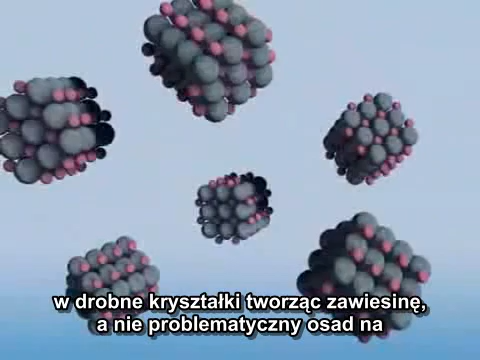 w drobne kryształki tworząc zawiesinę,
a nie problematyczny osad na